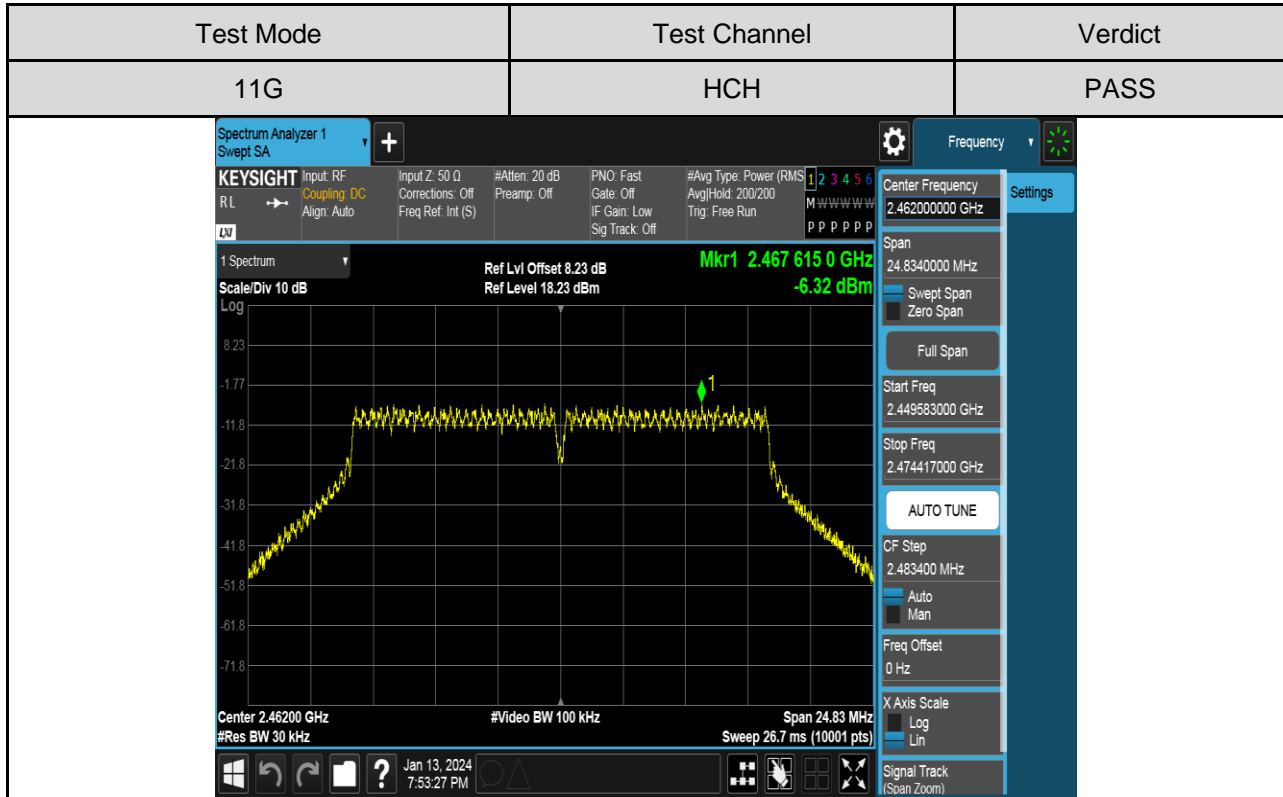 Test Mode Test Channel Verdict
11G HCH PASS
Spectrum Analyzer 1
Swept SA
+
Frequency
KEYSIGHT
RL
LXI
Input: RF
Coupling: DC
Align: Auto
Input Z: 50 Ω
Corrections: Off
Freq Ref: Int (S)
#Atten: 20 dB
Preamp: Off
PNO: Fast
Gate: Off
IF Gain: Low
Sig Track: Off
#Avg Type: Power (RMS
Avg|Hold: 200/200
Trig: Free Run
1 2 3 4 5 6
M W W W W W
P P P P P P
1 Spectrum
Scale/Div 10 dB
Log
Ref Lvl Offset 8.23 dB
Ref Level 18.23 dBm
Mkr1 2.467 615 0 GHz
-6.32 dBm
8.23
-1.77
-11.8
-21.8
-31.8
-41.8
-51.8
-61.8
-71.8
1
Center 2.46200 GHz
#Res BW 30 kHz
#Video BW 100 kHz
Span 24.83 MHz
Sweep 26.7 ms (10001 pts)
Center Frequency
2.462000000 GHz
Settings
Span
24.8340000 MHz
Swept Span
Zero Span
Full Span
Start Freq
2.449583000 GHz
Stop Freq
2.474417000 GHz
AUTO TUNE
CF Step
2.483400 MHz
Auto
Man
Freq Offset
0 Hz
X Axis Scale
Log
Lin
Signal Track
(Span Zoom)
?
Jan 13, 2024
7:53:27 PM